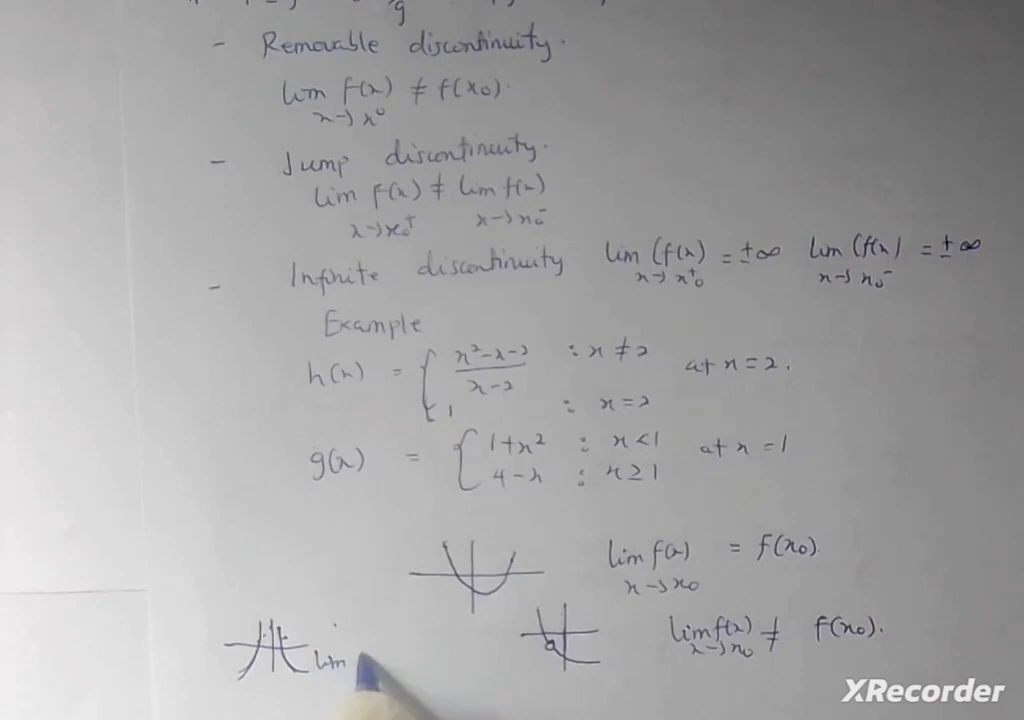 - Removable discontinuity.
lim f(x) ≠ f(x₀).
x→x⁰
- Jump discontinuity.
lim f(x) ≠ lim f(x)
x→x₀⁺ x→x₀⁻
- Infinite discontinuity lim (f(x) = ±∞ lim (f(x) = ±∞
x→x₀⁺ x→x₀⁻
Example
h(x) = { x²-x-2 / x-2 : x ≠ 2 at x = 2.
1 : x = 2
g(x) = { 1+x² : x < 1 at x = 1
4-x : x ≥ 1
lim f(x) = f(x₀).
x→x₀
lim f(x) ≠ f(x₀).
x→x₀
lim
XRecorder